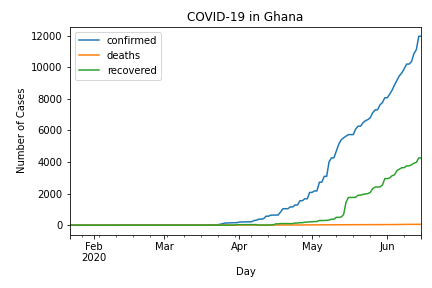 COVID-19 in Ghana
confirmed
deaths
recovered
Number of Cases
12000
10000
8000
6000
4000
2000
0
Feb
2020
Mar
Apr
May
Jun
Day